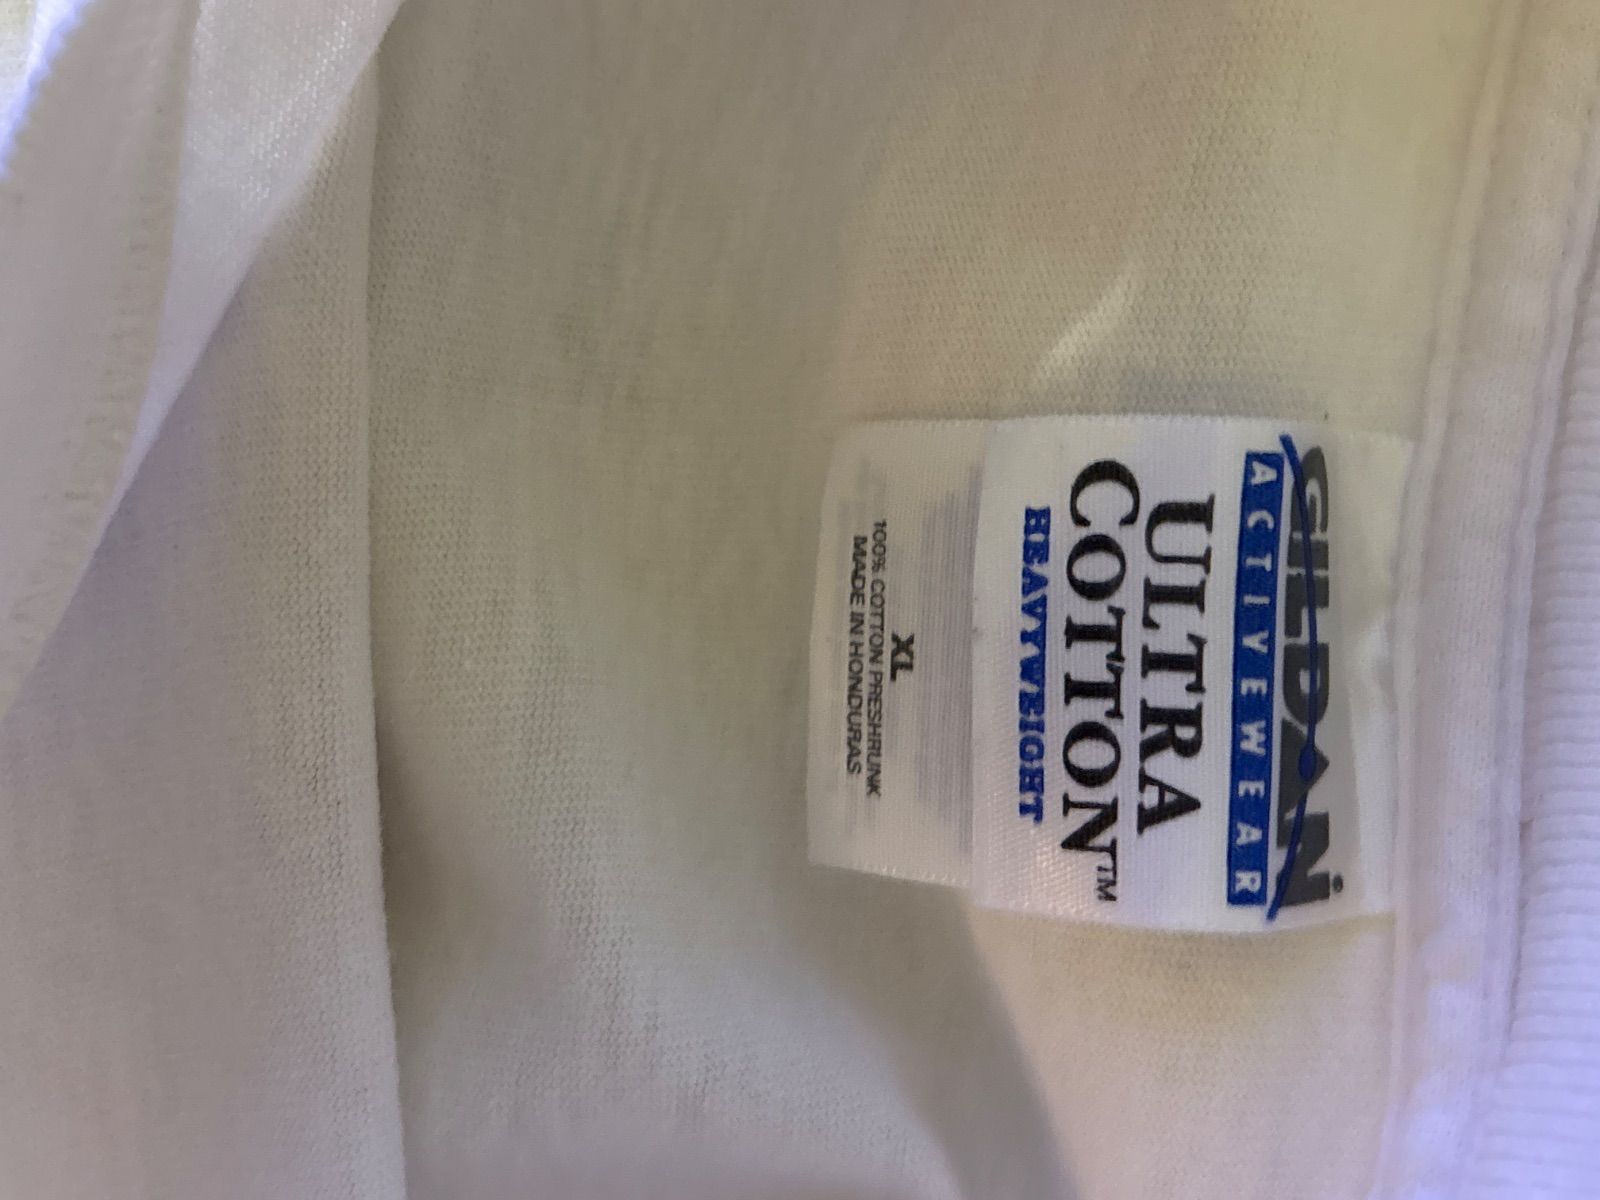 GILDAN
ACTIVEWEAR
ULTRA
COTTON™
HEAVYWEIGHT
XL
100% COTTON PRESHRUNK
MADE IN HONDURAS